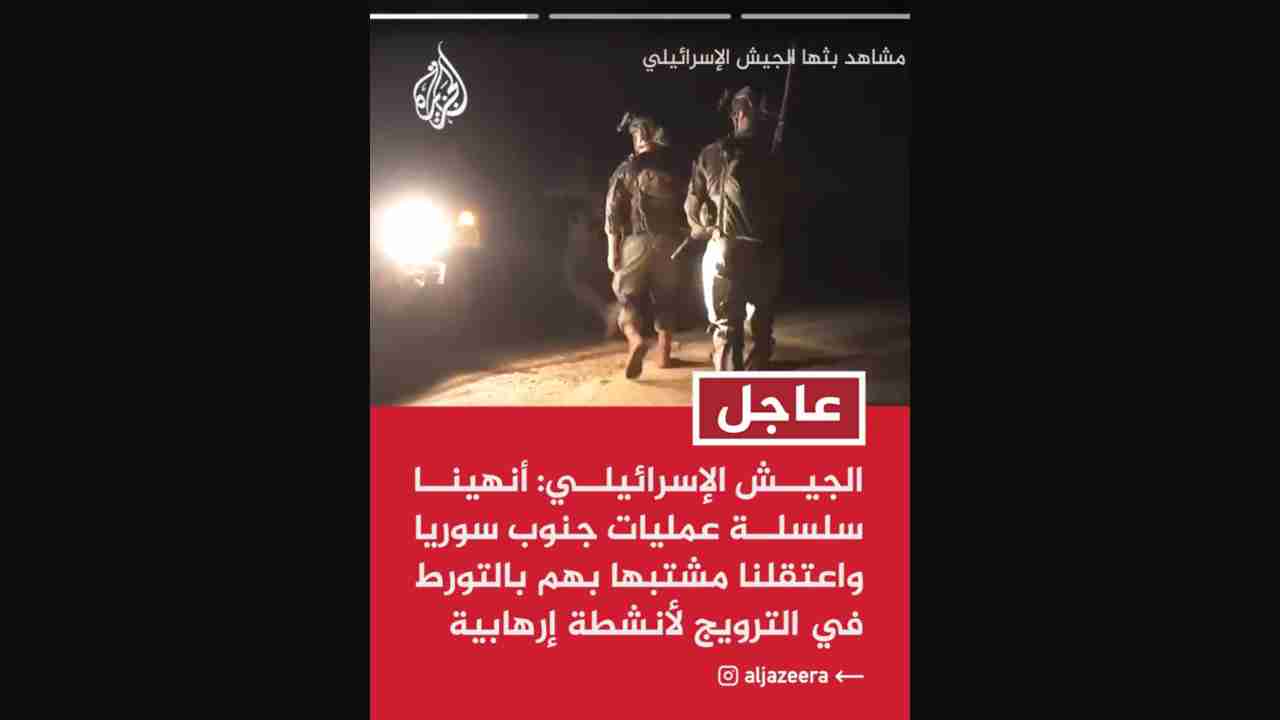 مشاهد بثها الجيش الإسرائيلي
الجزيرة
عاجل
الجيش الإسرائيلي: أنهينا
سلسلة عمليات جنوب سوريا
واعتقلنا مشتبها بهم بالتورط
في الترويج لأنشطة إرهابية
aljazeera